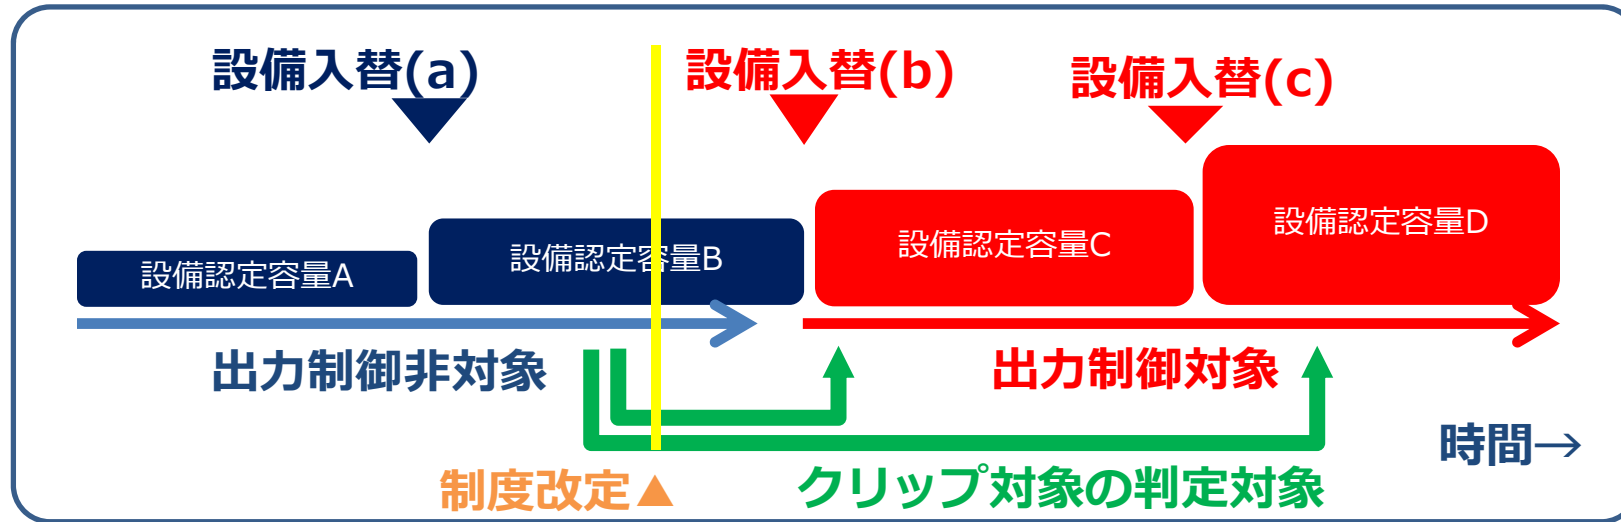 設備入替(a)
設備入替(b)
設備入替(c)
設備認定容量A
設備認定容量B
設備認定容量C
設備認定容量D
出力制御非対象
出力制御対象
時間→
制度改定▲
クリップ対象の判定対象